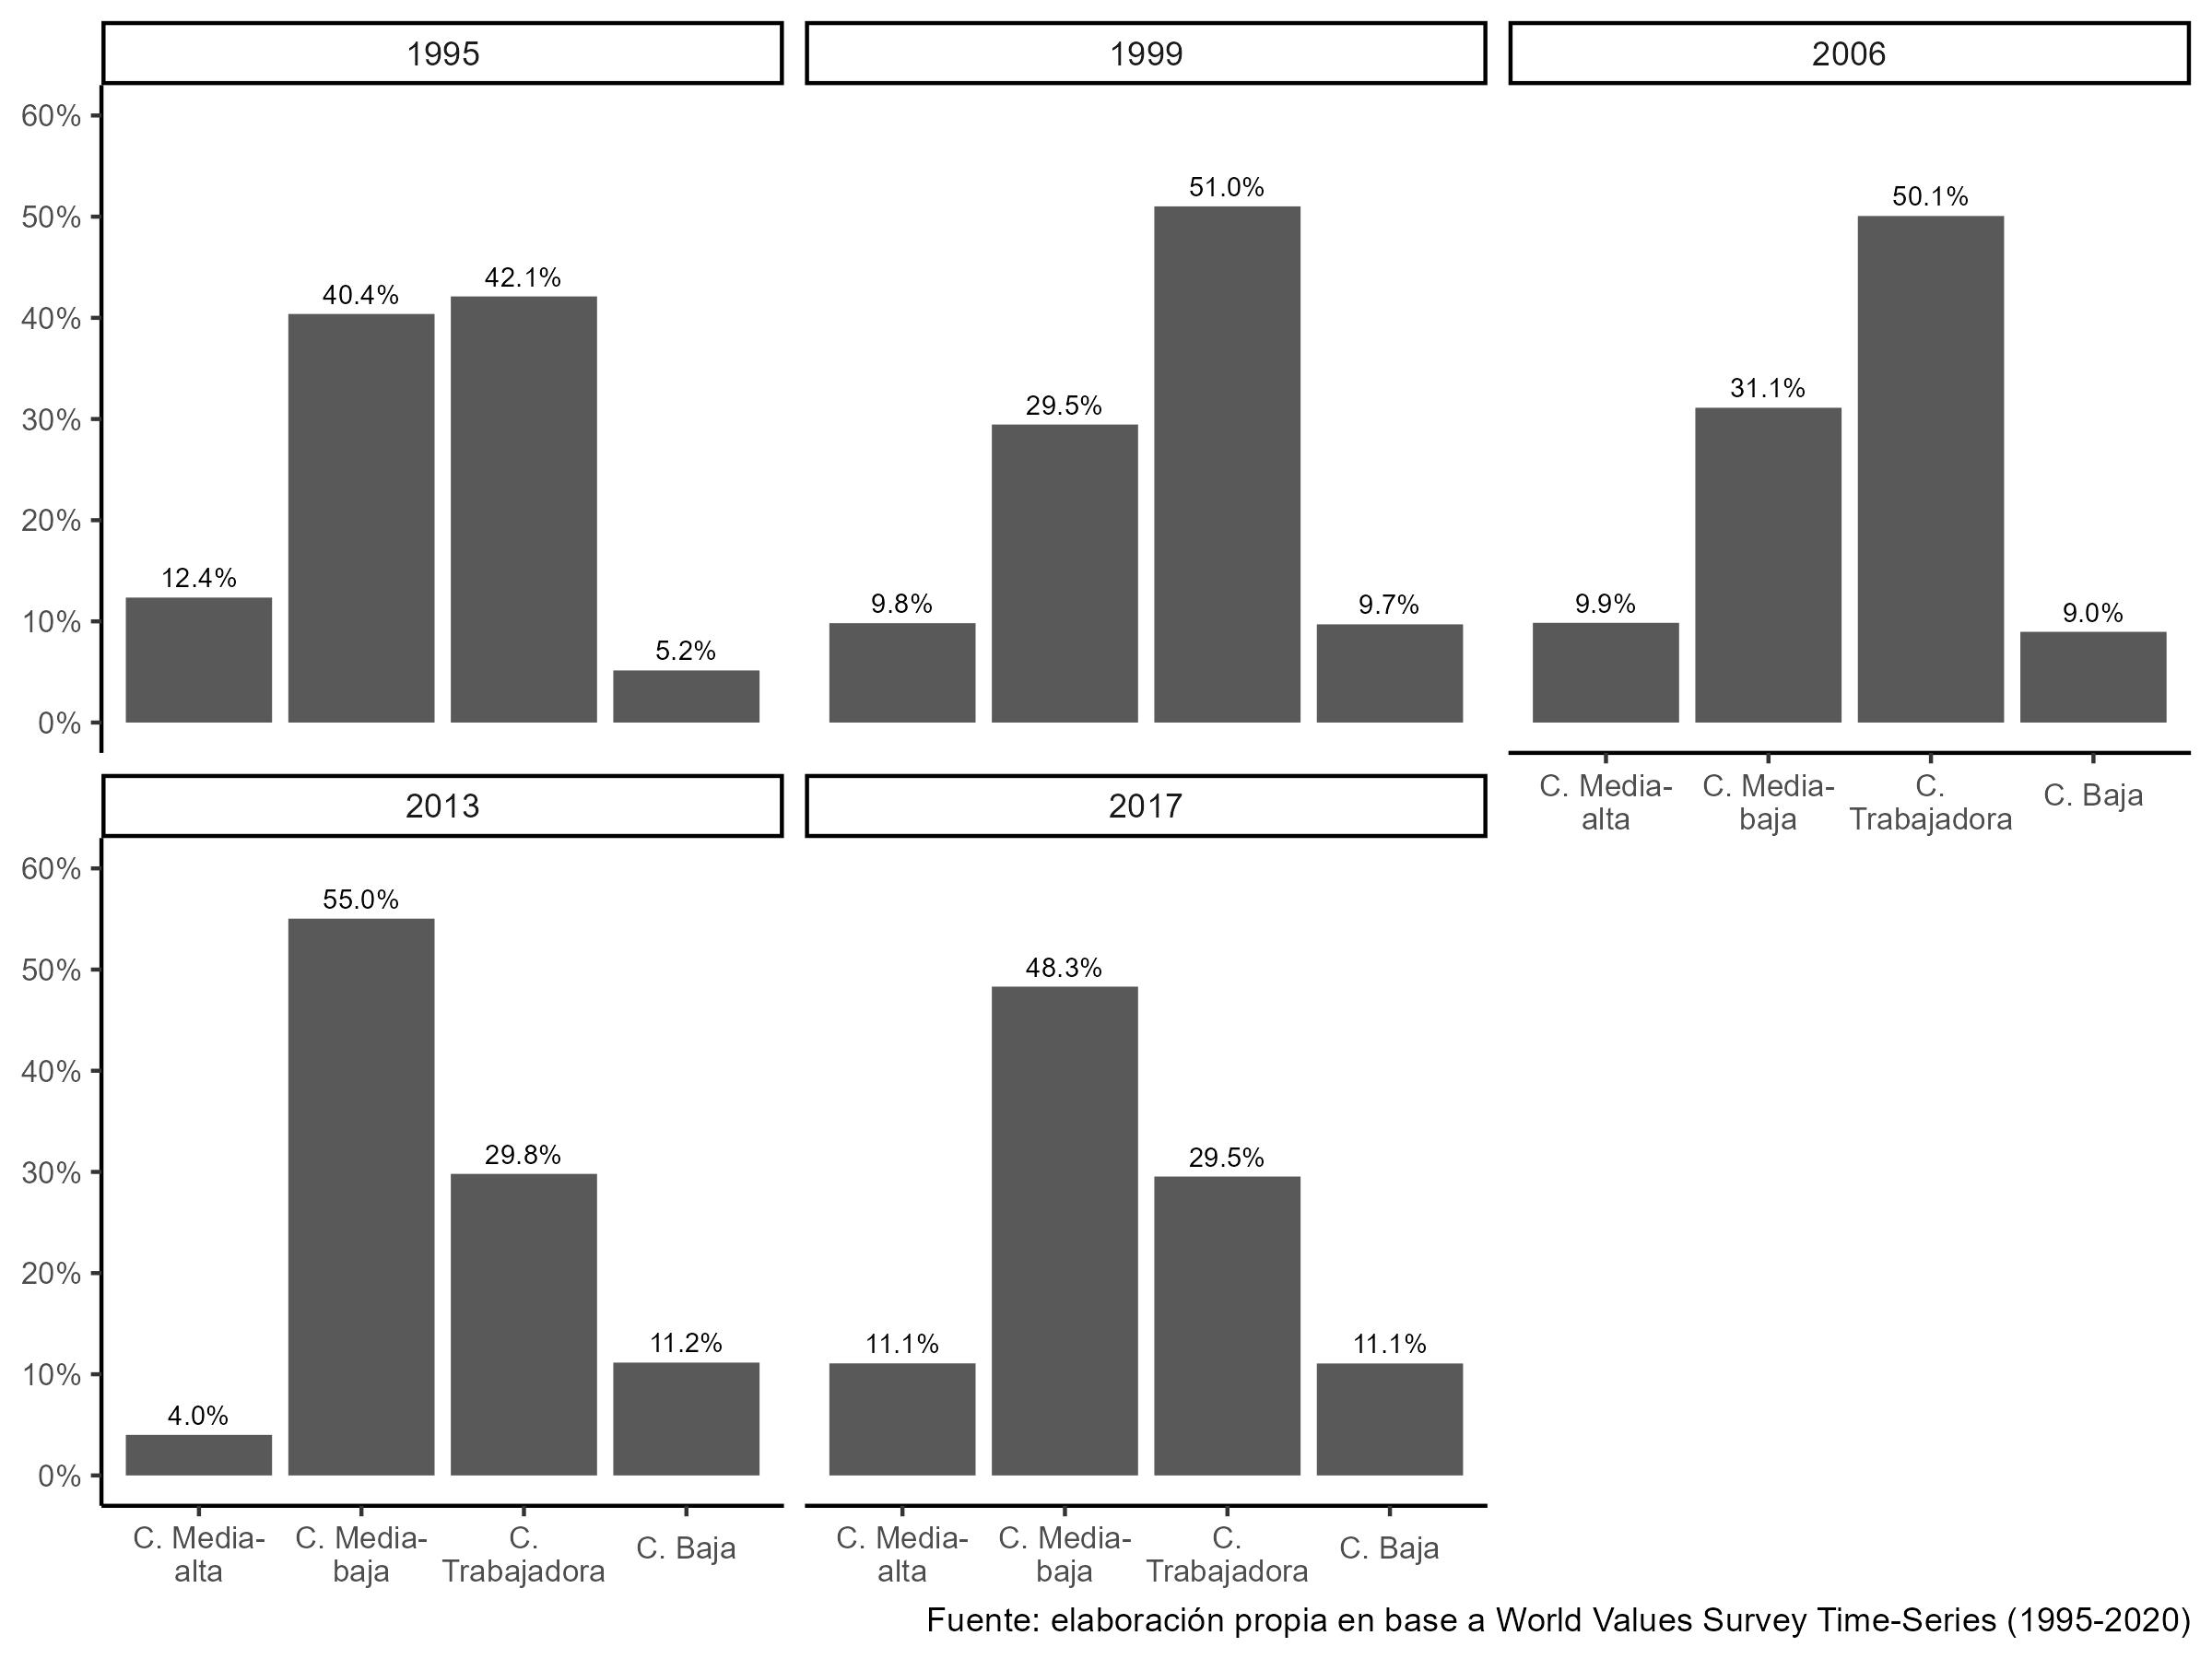 1995
1999
2006
60%
50%
40%
30%
20%
10%
0%
12.4%
40.4%
42.1%
5.2%
9.8%
29.5%
51.0%
9.7%
9.9%
31.1%
50.1%
9.0%
C. Media-
alta
C. Media-
baja
C.
Trabajadora
C. Baja
2013
2017
60%
50%
40%
30%
20%
10%
0%
4.0%
55.0%
29.8%
11.2%
11.1%
48.3%
29.5%
11.1%
C. Media-
alta
C. Media-
baja
C.
Trabajadora
C. Baja
C. Media-
alta
C. Media-
baja
C.
Trabajadora
C. Baja
Fuente: elaboración propia en base a World Values Survey Time-Series (1995-2020)